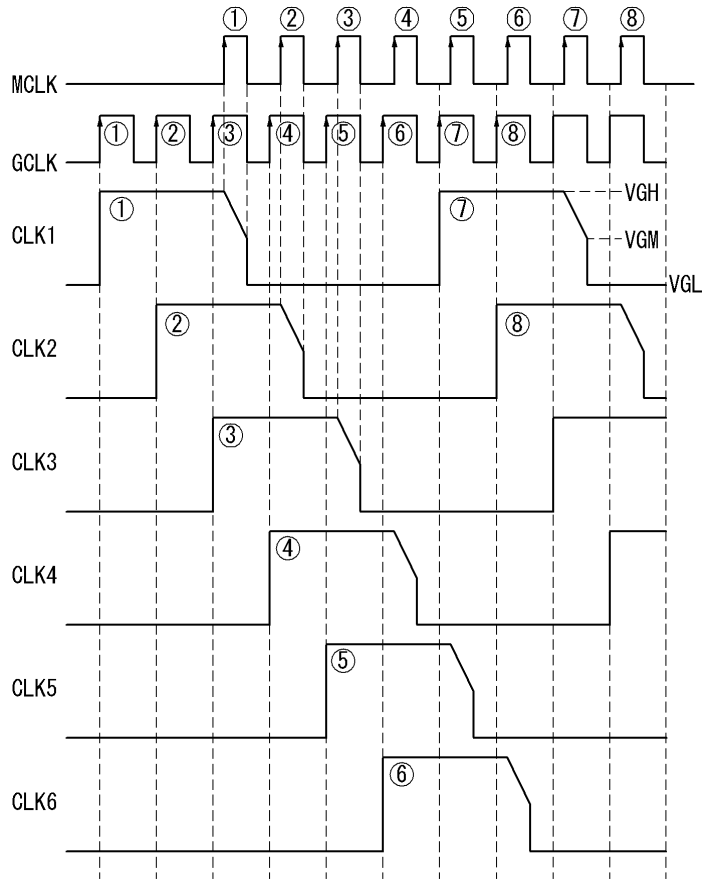 ① ② ③ ④ ⑤ ⑥ ⑦ ⑧
MCLK
① ② ③ ④ ⑤ ⑥ ⑦ ⑧
GCLK
① ⑦ VGH
CLK1 VGM
VGL
② ⑧
CLK2
③
CLK3
④
CLK4
⑤
CLK5
⑥
CLK6